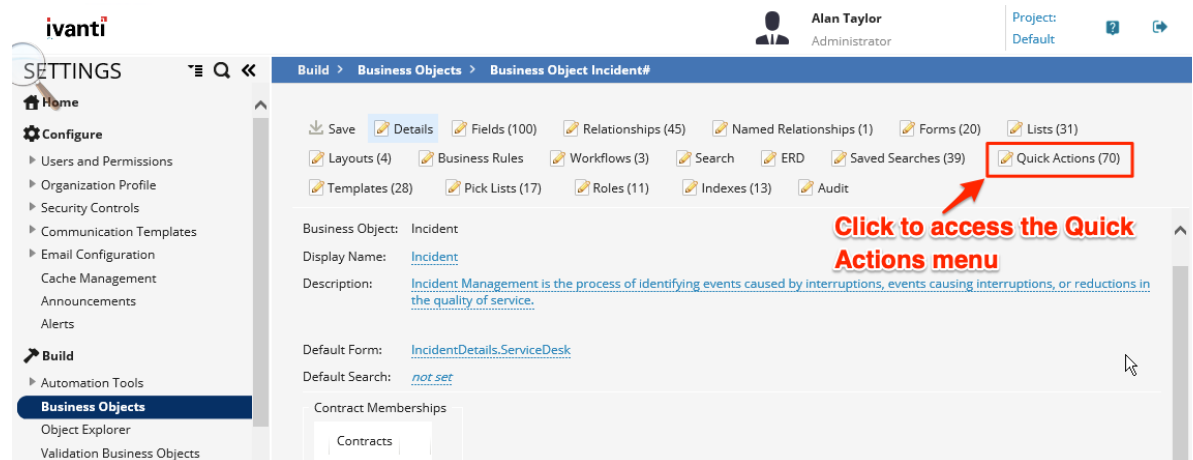 ivanti
Alan Taylor
Administrator
Project:
Default
SETTINGS
Build > Business Objects > Business Object Incident#
Home
Configure
Users and Permissions
Organization Profile
Security Controls
Communication Templates
Email Configuration
Cache Management
Announcements
Alerts
Build
Automation Tools
Business Objects
Object Explorer
Validation Business Objects
Save Details Fields (100) Relationships (45) Named Relationships (1) Forms (20) Lists (31)
Layouts (4) Business Rules Workflows (3) Search ERD Saved Searches (39) Quick Actions (70)
Templates (28) Pick Lists (17) Roles (11) Indexes (13) Audit
Click to access the Quick
Actions menu
Business Object: Incident
Display Name: Incident
Description: Incident Management is the process of identifying events caused by interruptions, events causing interruptions, or reductions in
the quality of service.
Default Form: IncidentDetails.ServiceDesk
Default Search: not set
Contract Memberships
Contracts